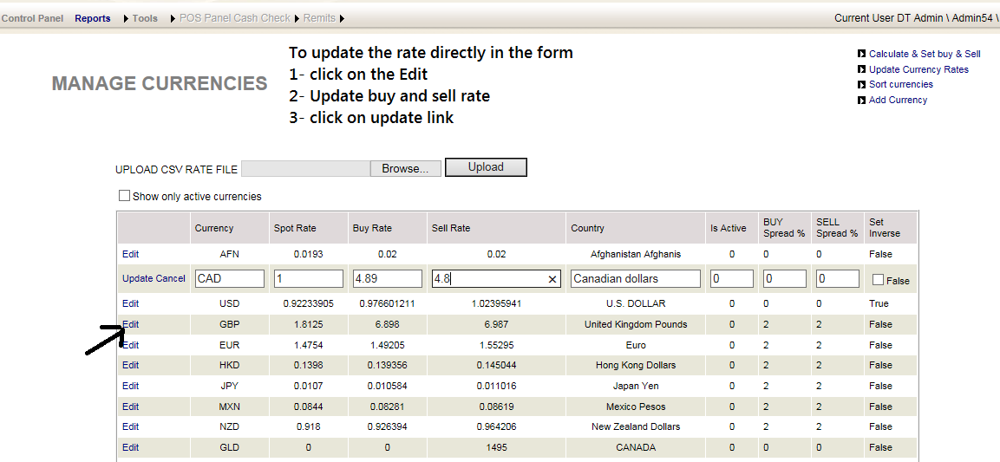 Control Panel Reports Tools POS Panel Cash Check Remits Current User DT Admin \ Admin54 \
To update the rate directly in the form
1- click on the Edit
2- Update buy and sell rate
3- click on update link
MANAGE CURRENCIES
Calculate & Set buy & Sell
Update Currency Rates
Sort currencies
Add Currency
UPLOAD CSV RATE FILE Browse... Upload
Show only active currencies
Currency Spot Rate Buy Rate Sell Rate Country Is Active BUY Spread % SELL Spread % Set Inverse
Edit AFN 0.0193 0.02 0.02 Afghanistan Afghanis 0 0 0 False
Update Cancel CAD 1 4.89 4.8 Canadian dollars 0 0 0 False
Edit USD 0.92233905 0.976601211 1.02395941 U.S. DOLLAR 0 0 0 True
Edit GBP 1.8125 6.898 6.987 United Kingdom Pounds 0 2 2 False
Edit EUR 1.4754 1.49205 1.55295 Euro 0 2 2 False
Edit HKD 0.1398 0.139356 0.145044 Hong Kong Dollars 0 2 2 False
Edit JPY 0.0107 0.010584 0.011016 Japan Yen 0 2 2 False
Edit MXN 0.0844 0.08281 0.08619 Mexico Pesos 0 2 2 False
Edit NZD 0.918 0.926394 0.964206 New Zealand Dollars 0 2 2 False
Edit GLD 0 0 1495 CANADA 0 0 0 False